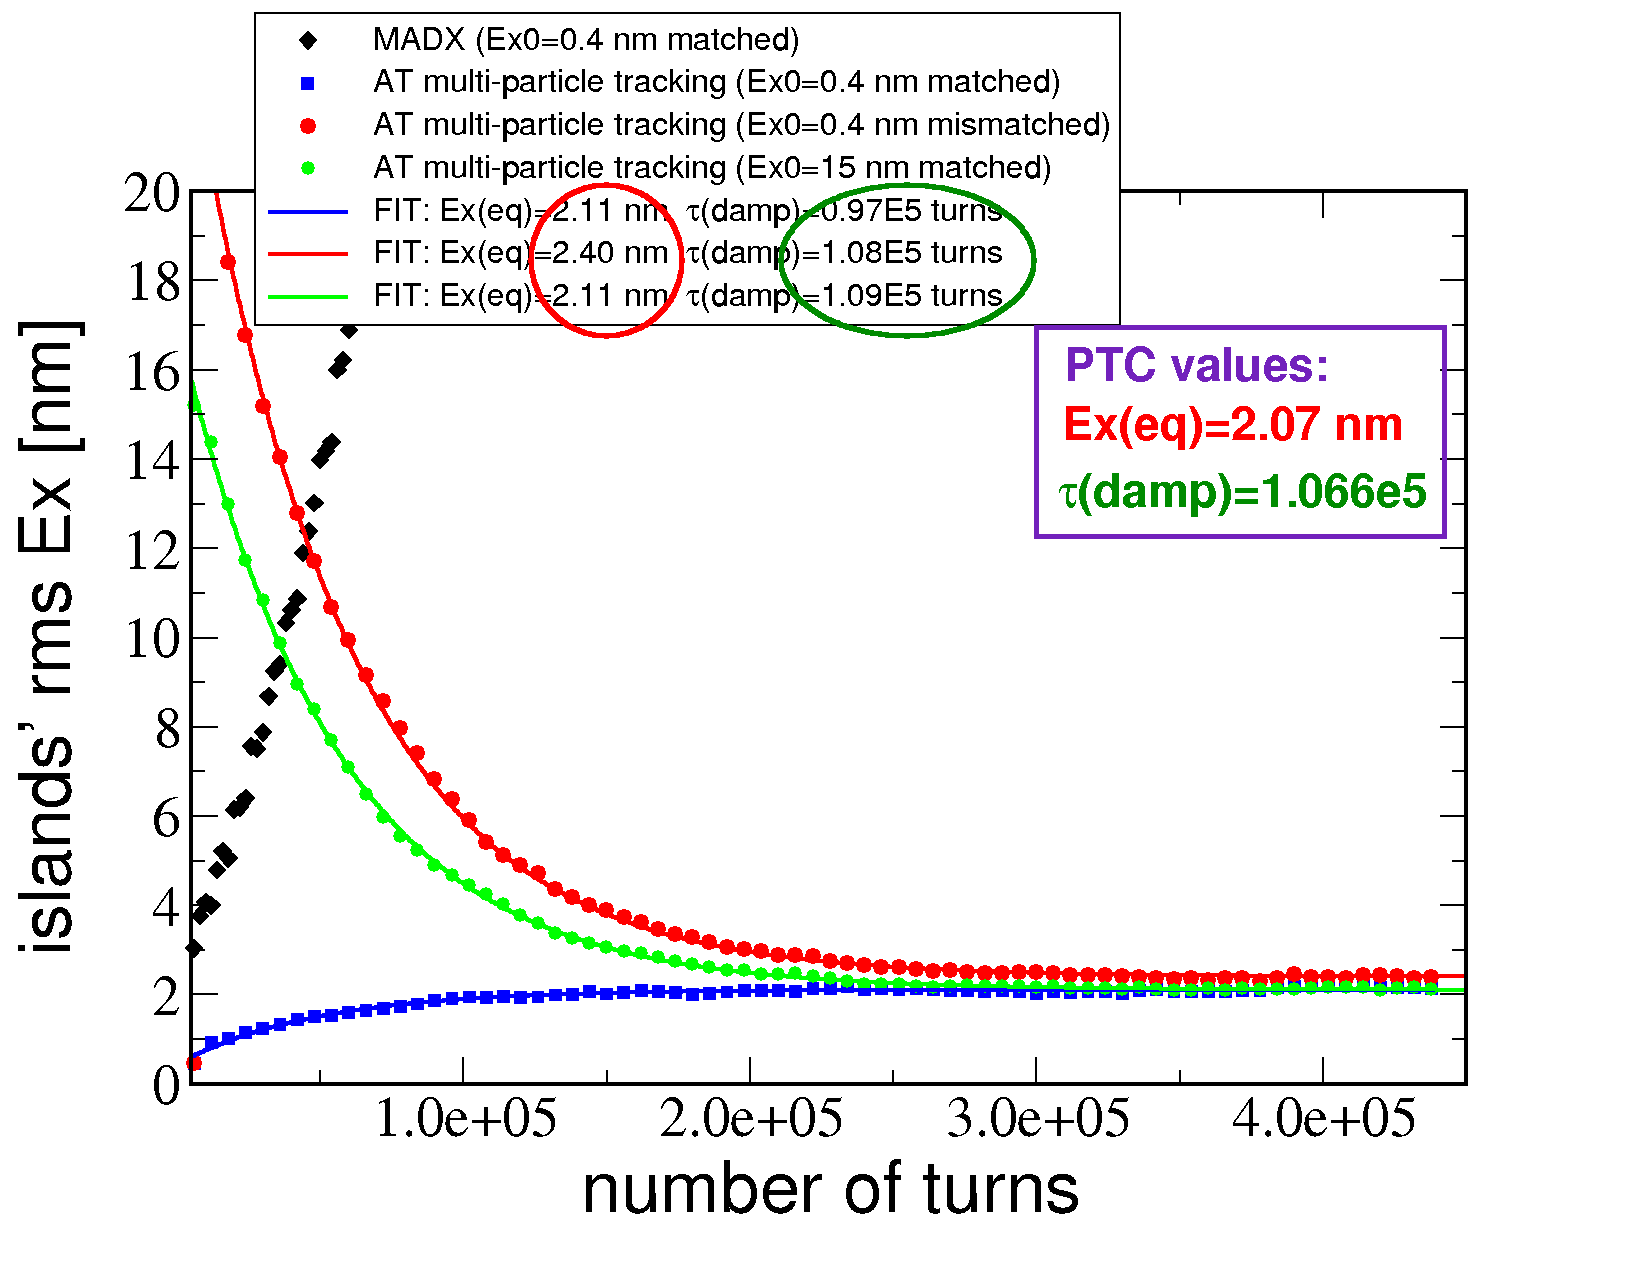 MADX (Ex0=0.4 nm matched)
AT multi-particle tracking (Ex0=0.4 nm matched)
AT multi-particle tracking (Ex0=0.4 nm mismatched)
AT multi-particle tracking (Ex0=15 nm matched)
FIT: Ex(eq)=2.11 nm τ(damp)=0.97E5 turns
FIT: Ex(eq)=2.40 nm τ(damp)=1.08E5 turns
FIT: Ex(eq)=2.11 nm τ(damp)=1.09E5 turns
PTC values:
Ex(eq)=2.07 nm
τ(damp)=1.066e5
islands' rms Ex [nm]
20
18
16
14
12
10
8
6
4
2
0
1.0e+05 2.0e+05 3.0e+05 4.0e+05
number of turns